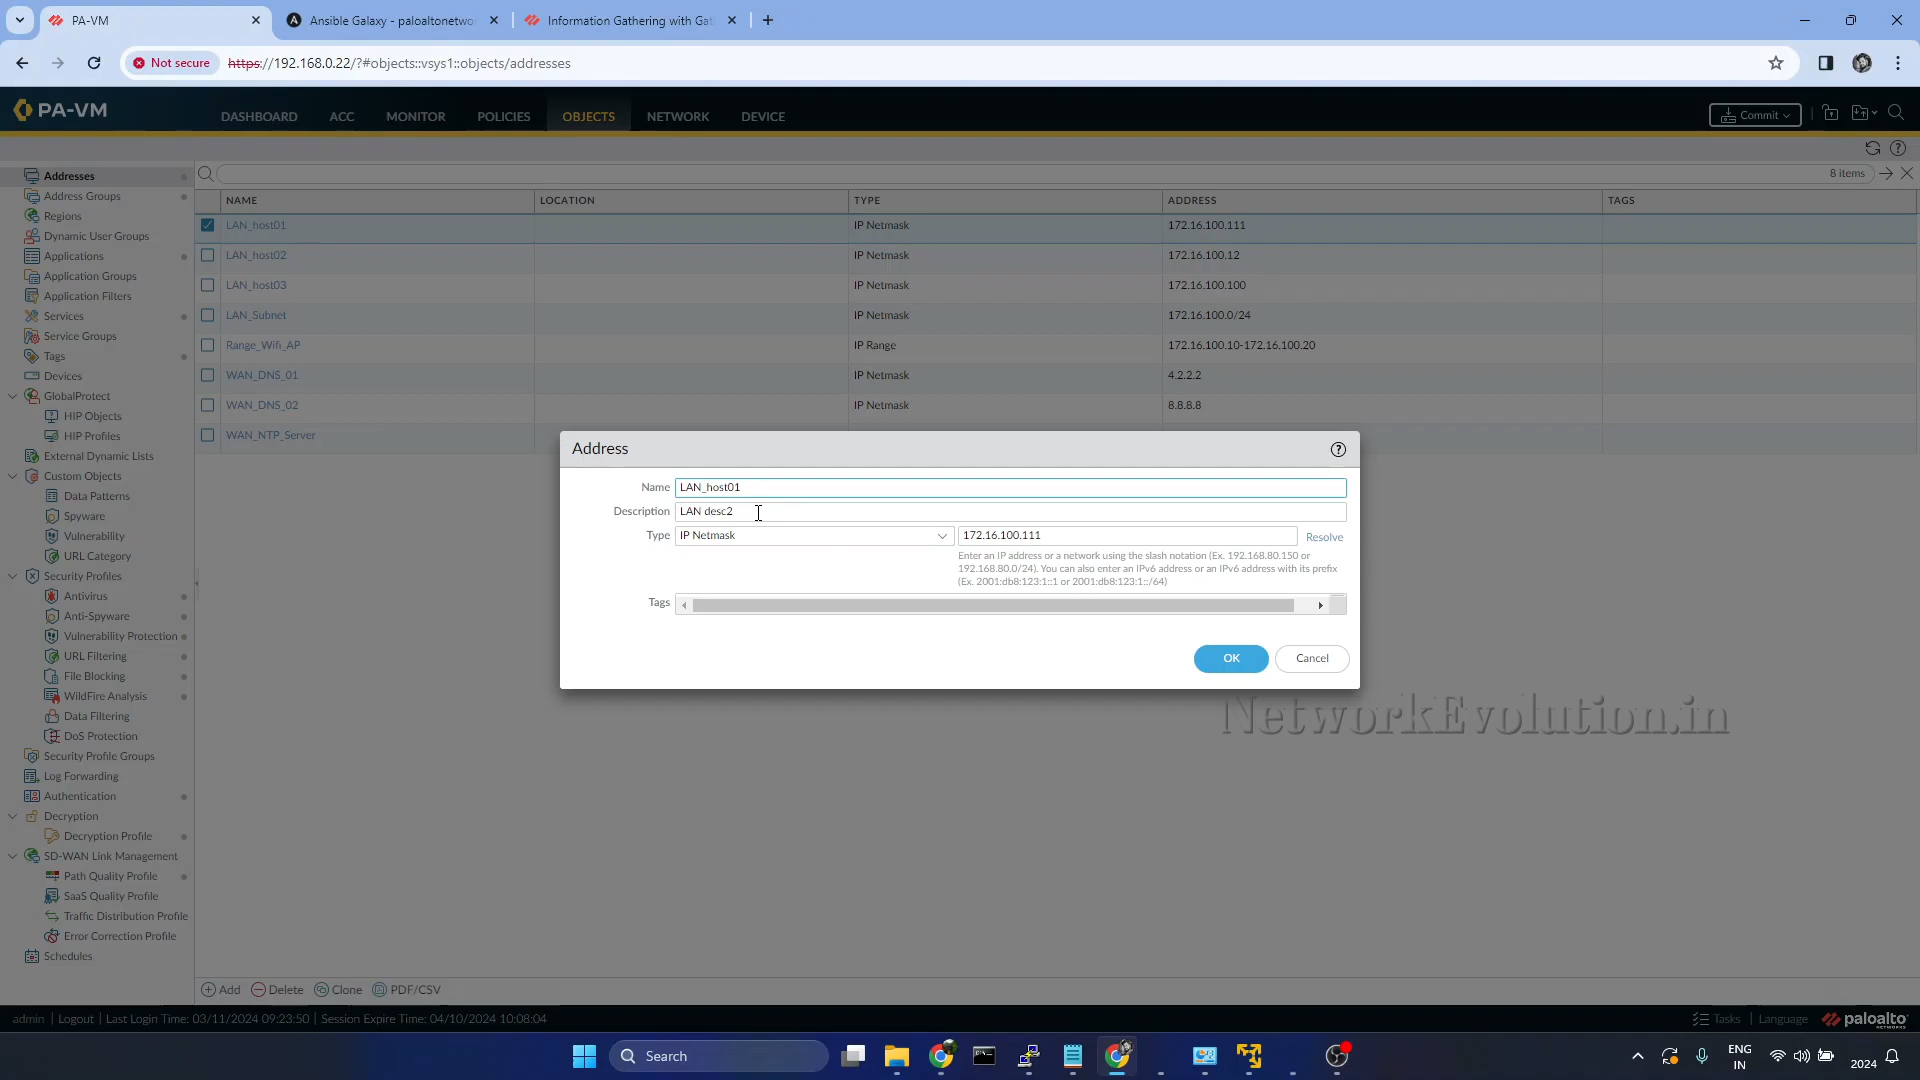 PA-VM
Ansible Galaxy - paloaltonetwo
Information Gathering with Gat
Not secure
https://192.168.0.22/?#objects::vsys1::objects/addresses
PA-VM
DASHBOARD ACC MONITOR POLICIES OBJECTS NETWORK DEVICE
Commit
8 items
Addresses
Address Groups
Regions
Dynamic User Groups
Applications
Application Groups
Application Filters
Services
Service Groups
Tags
Devices
GlobalProtect
HIP Objects
HIP Profiles
External Dynamic Lists
Custom Objects
Data Patterns
Spyware
Vulnerability
URL Category
Security Profiles
Antivirus
Anti-Spyware
Vulnerability Protection
URL Filtering
File Blocking
WildFire Analysis
Data Filtering
DoS Protection
Security Profile Groups
Log Forwarding
Authentication
Decryption
Decryption Profile
SD-WAN Link Management
Path Quality Profile
SaaS Quality Profile
Traffic Distribution Profile
Error Correction Profile
Schedules
NAME LOCATION TYPE ADDRESS TAGS
LAN_host01 IP Netmask 172.16.100.111
LAN_host02 IP Netmask 172.16.100.12
LAN_host03 IP Netmask 172.16.100.100
LAN_Subnet IP Netmask 172.16.100.0/24
Range_Wifi_AP IP Range 172.16.100.10-172.16.100.20
WAN_DNS_01 IP Netmask 4.2.2.2
WAN_DNS_02 IP Netmask 8.8.8.8
WAN_NTP_Server
Address
Name LAN_host01
Description LAN desc2
Type IP Netmask 172.16.100.111 Resolve
Enter an IP address or a network using the slash notation (Ex. 192.168.80.150 or
192.168.80.0/24). You can also enter an IPv6 address or an IPv6 address with its prefix
(Ex. 2001:db8:123:1::1 or 2001:db8:123:1::/64)
Tags
OK Cancel
NetworkEvolution.in
Add Delete Clone PDF/CSV
admin | Logout | Last Login Time: 03/11/2024 09:23:50 | Session Expire Time: 04/10/2024 10:08:04
Tasks | Language paloalto
NETWORKS
Search
ENG
IN
2024